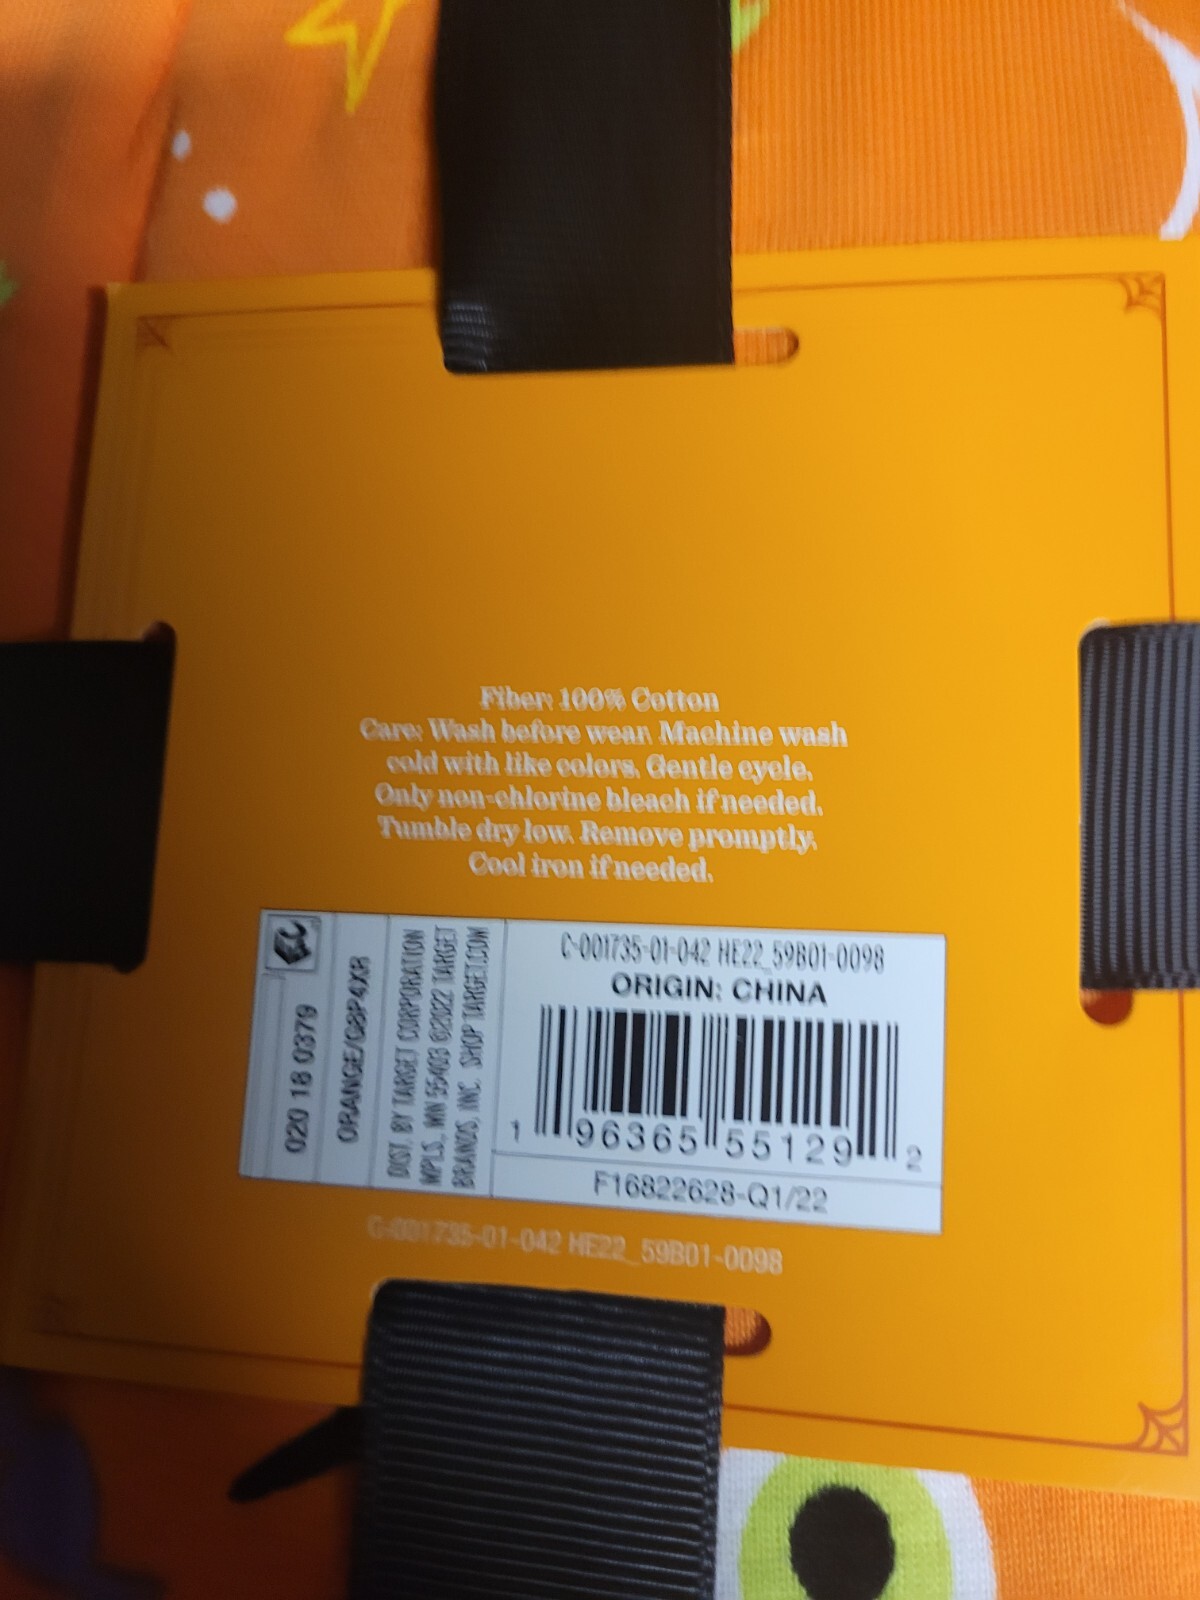 Fiber: 100% Cotton
Care: Wash before wear. Machine wash
cold with like colors. Gentle cycle.
Only non-chlorine bleach if needed.
Tumble dry low. Remove promptly.
Cool iron if needed.
020 18 0379
ORANGE/G8P4XR
DIST. BY TARGET CORPORATION
MPLS., MN 55403 ©2022 TARGET
BRANDS, INC. SHOP TARGET.COM
C-001735-01-042 HE22_59B01-0098
ORIGIN: CHINA
1 96365 55129 2
F16822628-Q1/22
C-001735-01-042 HE22_59B01-0098